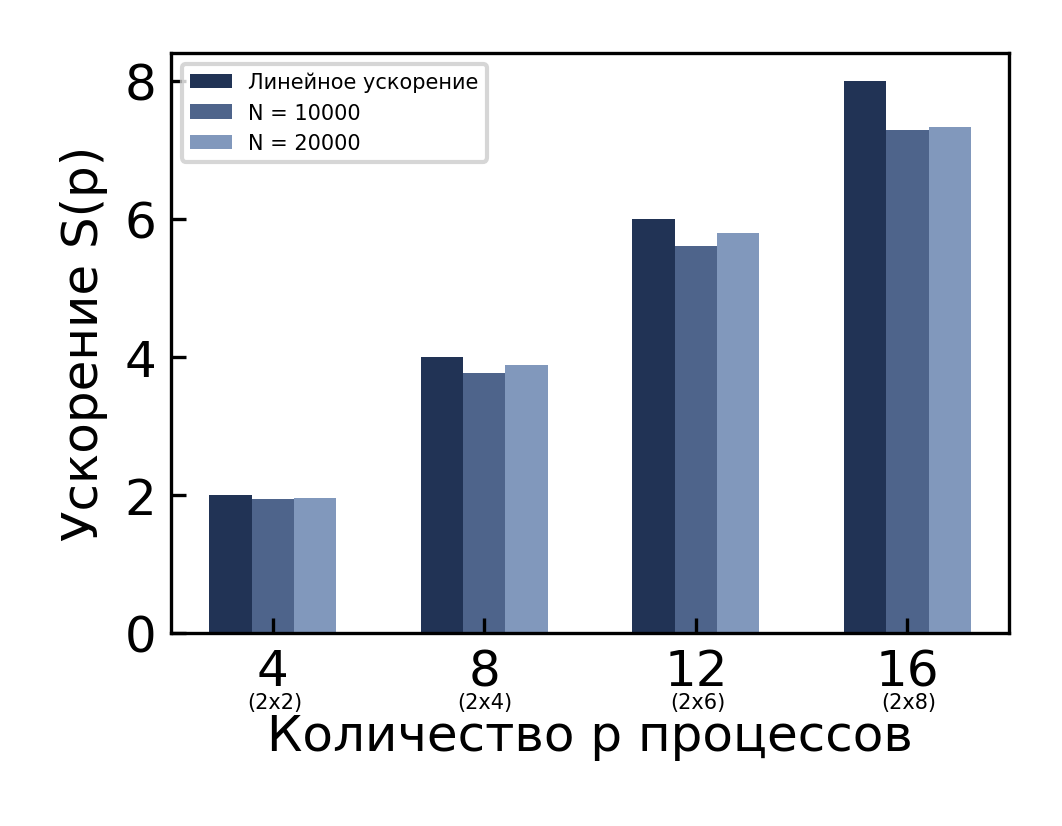 Линейное ускорение
N = 10000
N = 20000
Ускорение S(p)
8
6
4
2
0
4 8 12 16
(2x2) (2x4) (2x6) (2x8)
Количество p процессов